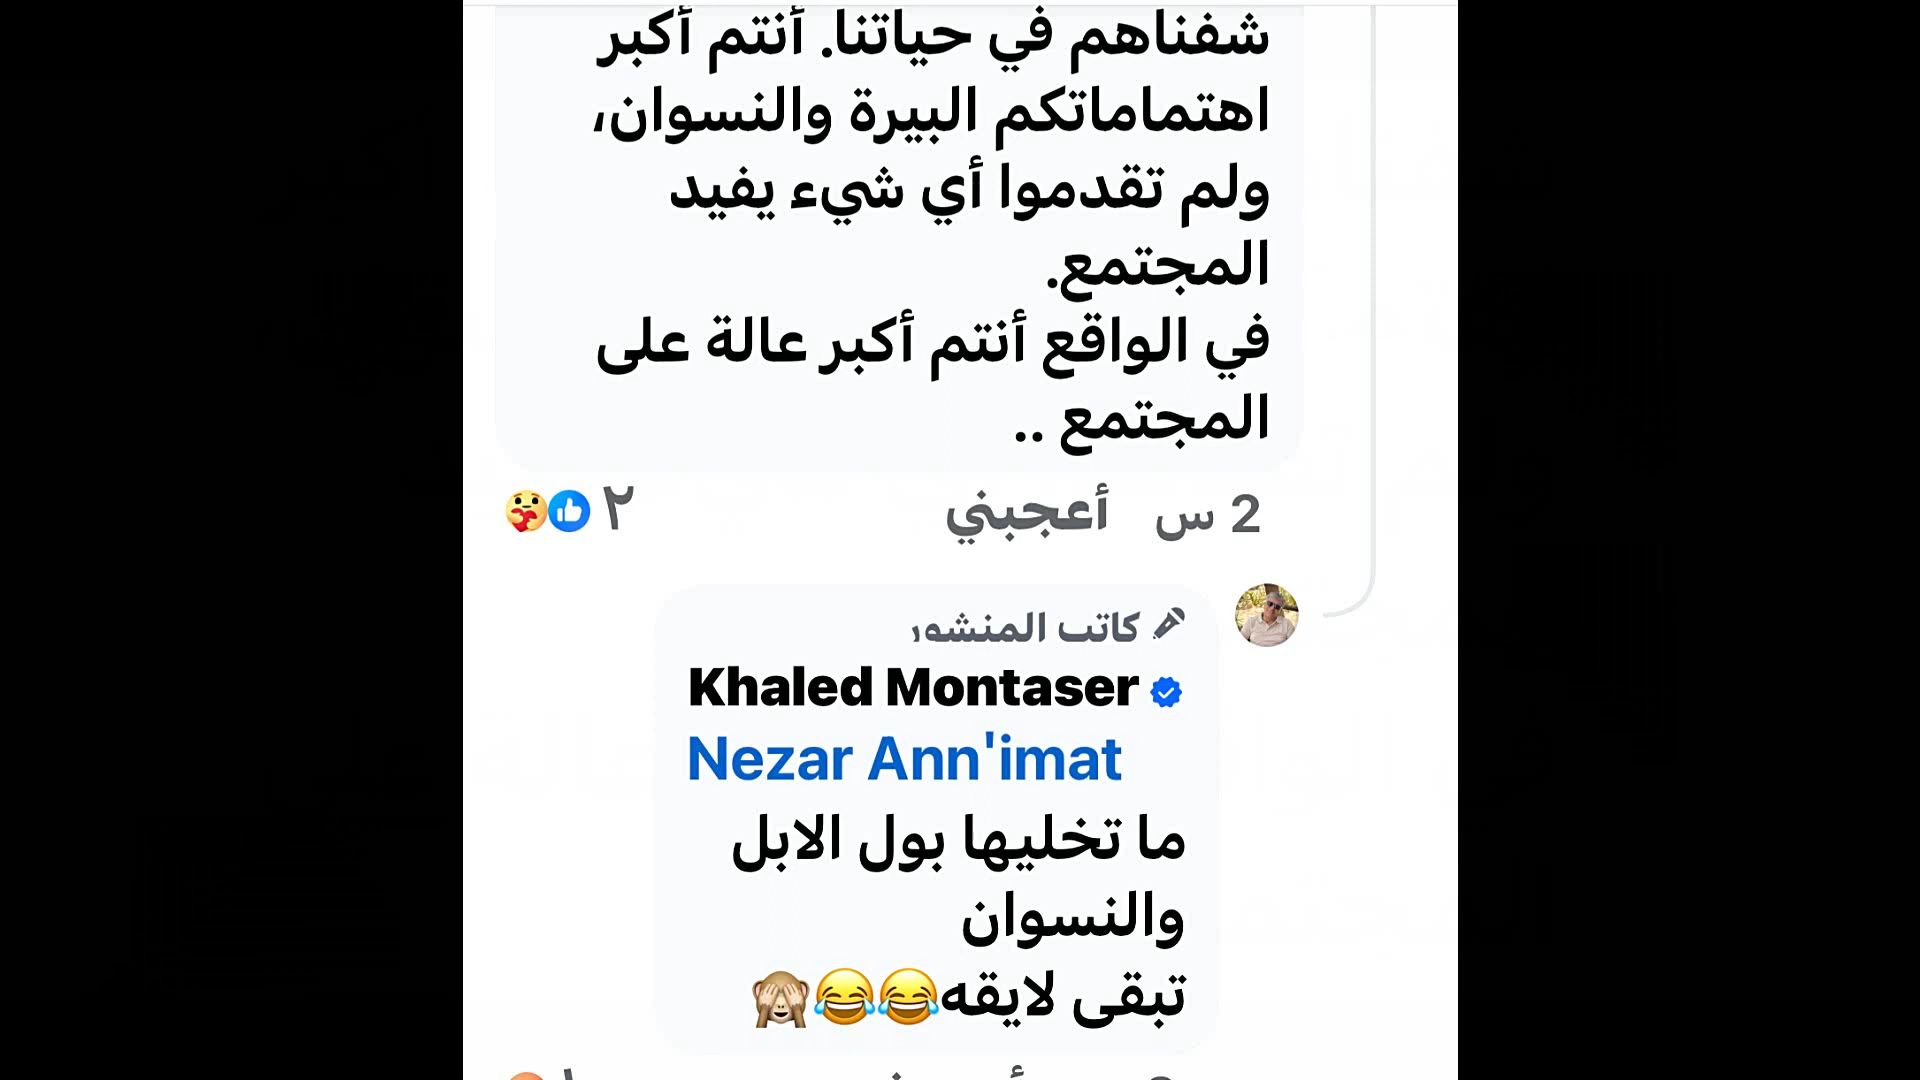 شفناهم في حياتنا. أنتم أكبر
اهتماماتكم البيرة والنسوان،
ولم تقدموا أي شيء يفيد
المجتمع.
في الواقع أنتم أكبر عالة على
المجتمع ..
2 س أعجبني ٢
كاتب المنشور
Khaled Montaser
Nezar Ann'imat
ما تخليها بول الابل
والنسوان
تبقى لايقه😂😂🙈